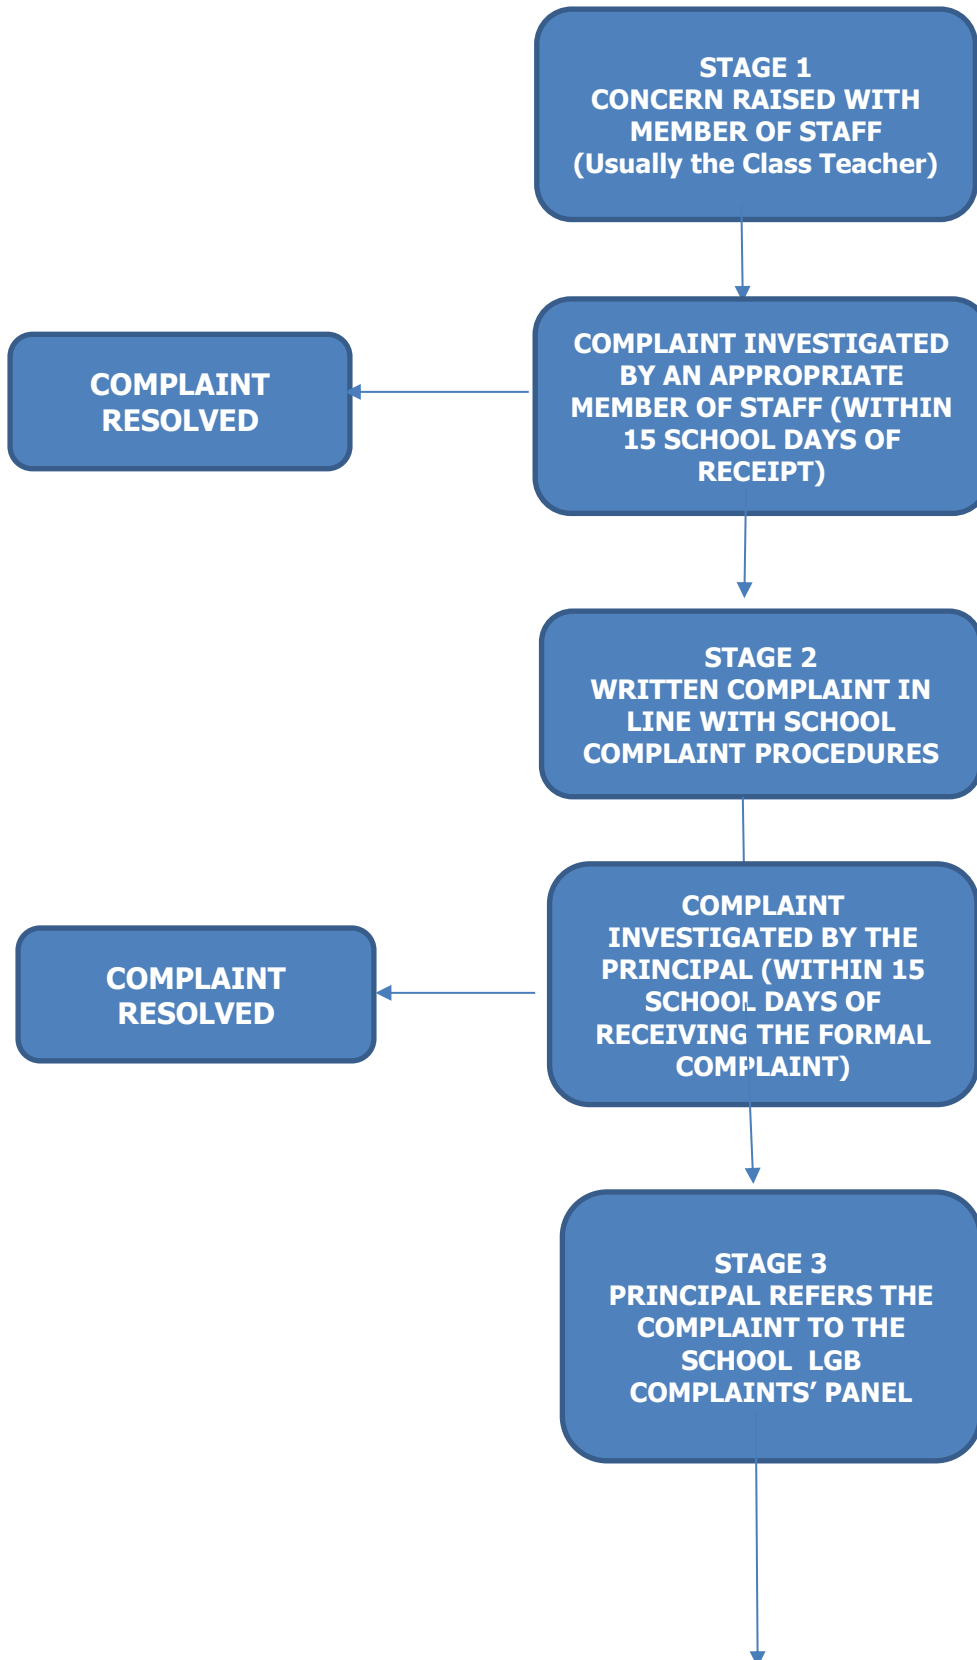 STAGE 1
CONCERN RAISED WITH
MEMBER OF STAFF
(Usually the Class Teacher)
COMPLAINT INVESTIGATED
BY AN APPROPRIATE
MEMBER OF STAFF (WITHIN
15 SCHOOL DAYS OF
RECEIPT)
COMPLAINT
RESOLVED
STAGE 2
WRITTEN COMPLAINT IN
LINE WITH SCHOOL
COMPLAINT PROCEDURES
COMPLAINT
INVESTIGATED BY THE
PRINCIPAL (WITHIN 15
SCHOOL DAYS OF
RECEIVING THE FORMAL
COMPLAINT)
COMPLAINT
RESOLVED
STAGE 3
PRINCIPAL REFERS THE
COMPLAINT TO THE
SCHOOL LGB
COMPLAINTS’ PANEL